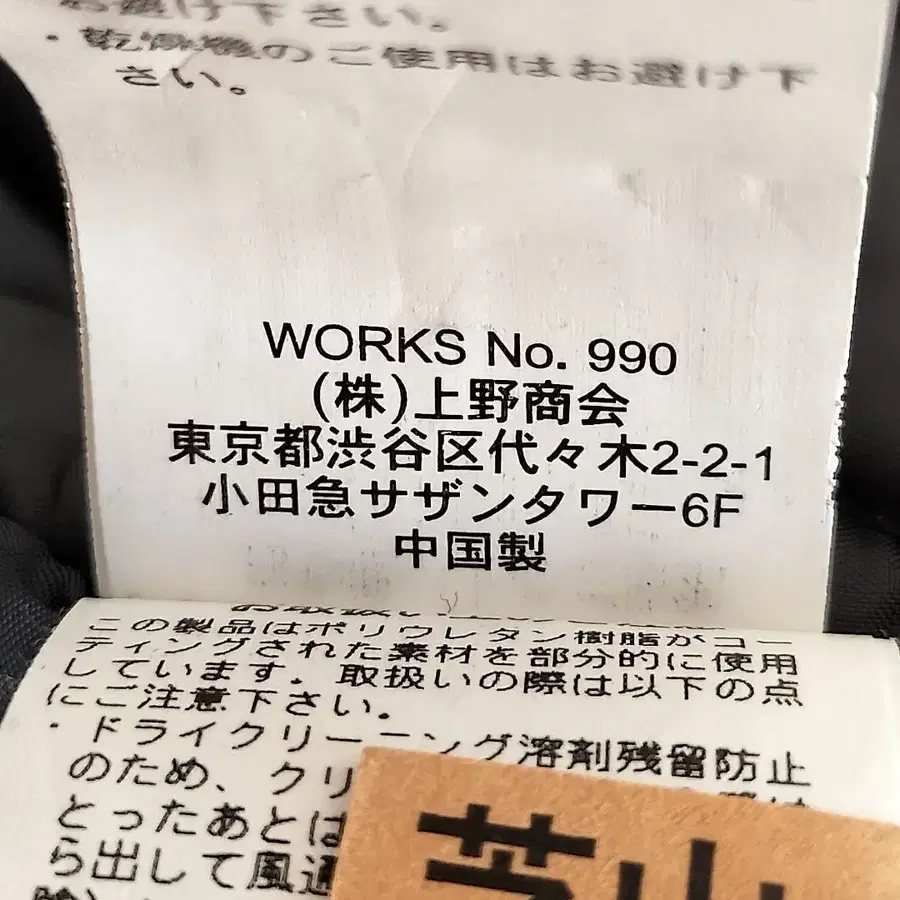 お避け下さい。
・乾燥機のご使用はお避け下
さい。
WORKS No. 990
(株)上野商会
東京都渋谷区代々木2-2-1
小田急サザンタワー6F
中国製
この製品はポリウレタン樹脂がコー
ティングされた素材を部分的に使用
しています。取扱いの際は以下の点
にご注意下さい。
・ドライクリーニング溶剤残留防止
のため、クリ
とったあとは
ら出して風通